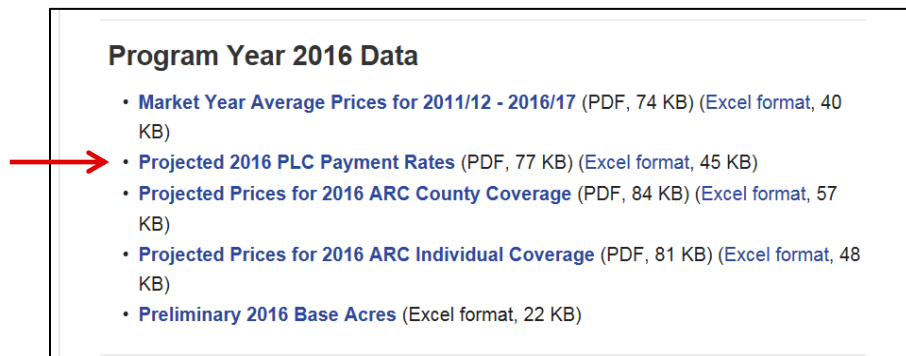 Program Year 2016 Data
• Market Year Average Prices for 2011/12 - 2016/17 (PDF, 74 KB) (Excel format, 40
KB)
• Projected 2016 PLC Payment Rates (PDF, 77 KB) (Excel format, 45 KB)
• Projected Prices for 2016 ARC County Coverage (PDF, 84 KB) (Excel format, 57
KB)
• Projected Prices for 2016 ARC Individual Coverage (PDF, 81 KB) (Excel format, 48
KB)
• Preliminary 2016 Base Acres (Excel format, 22 KB)